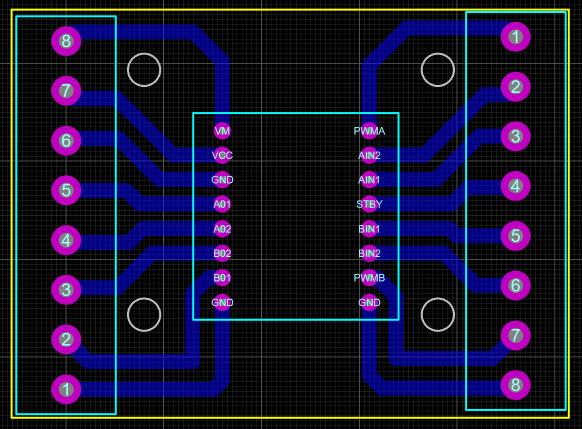 8 1
7 2
6 VM PWMA 3
5 VCC AIN2 4
4 GND AIN1 5
3 A01 STBY 6
2 A02 BIN1 7
1 B02 BIN2 8
B01 PWMB
GND GND